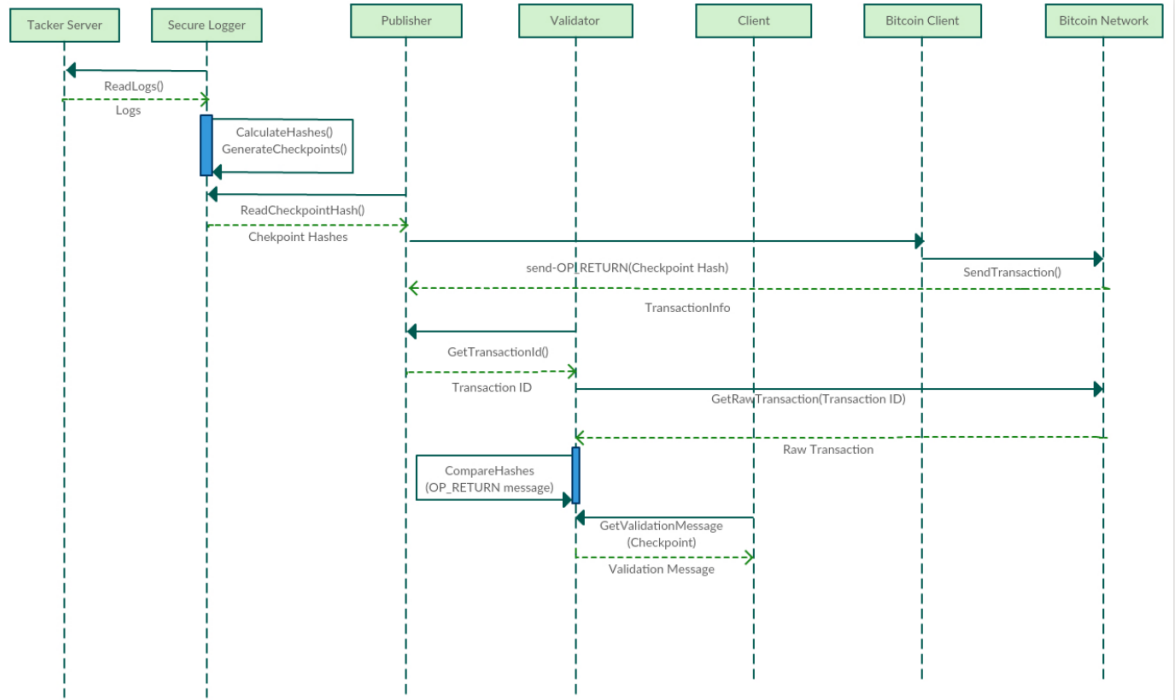 Tacker Server
Secure Logger
Publisher
Validator
Client
Bitcoin Client
Bitcoin Network
ReadLogs()
Logs
CalculateHashes()
GenerateCheckpoints()
ReadCheckpointHash()
Chekpoint Hashes
send-OP_RETURN(Checkpoint Hash)
SendTransaction()
TransactionInfo
GetTransactionId()
Transaction ID
GetRawTransaction(Transaction ID)
Raw Transaction
CompareHashes
(OP_RETURN message)
GetValidationMessage
(Checkpoint)
Validation Message